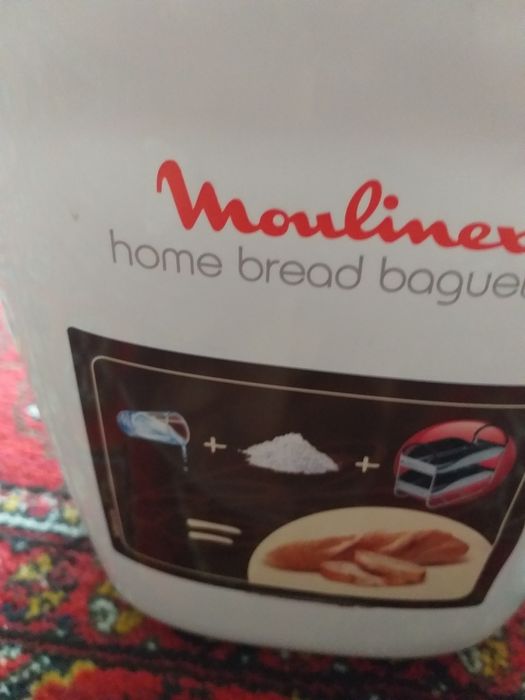 Moulinex
home bread bague
+
+
=